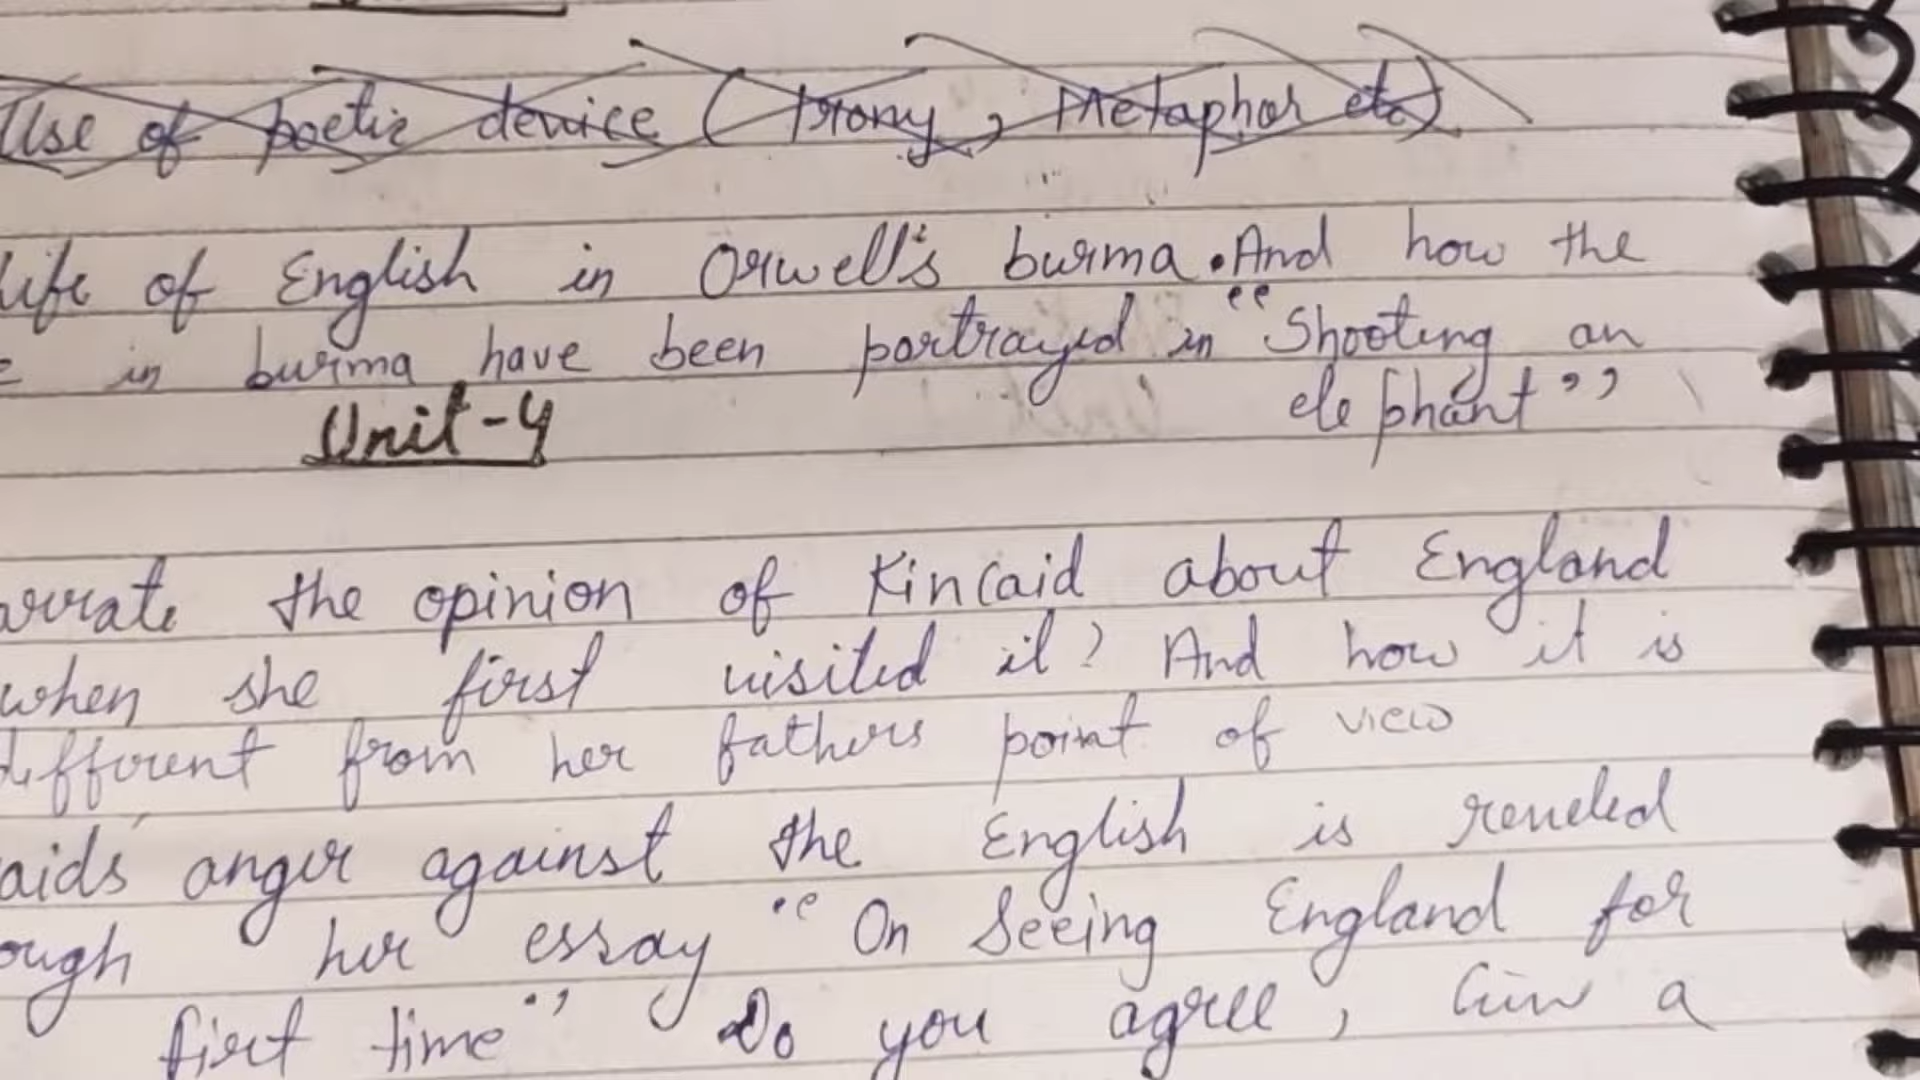 Use of poetic device (Irony, Metaphor etc)
life of English in Orwell's burma. And how the
in burma have been portrayed in "Shooting an
elephant"
Unit-4
the opinion of Kincaid about England
when she first visited it? And how it is
different from her fathers point of view
anger against the English is reveled
her essay "On Seeing England for
first time" Do you agree, Give a